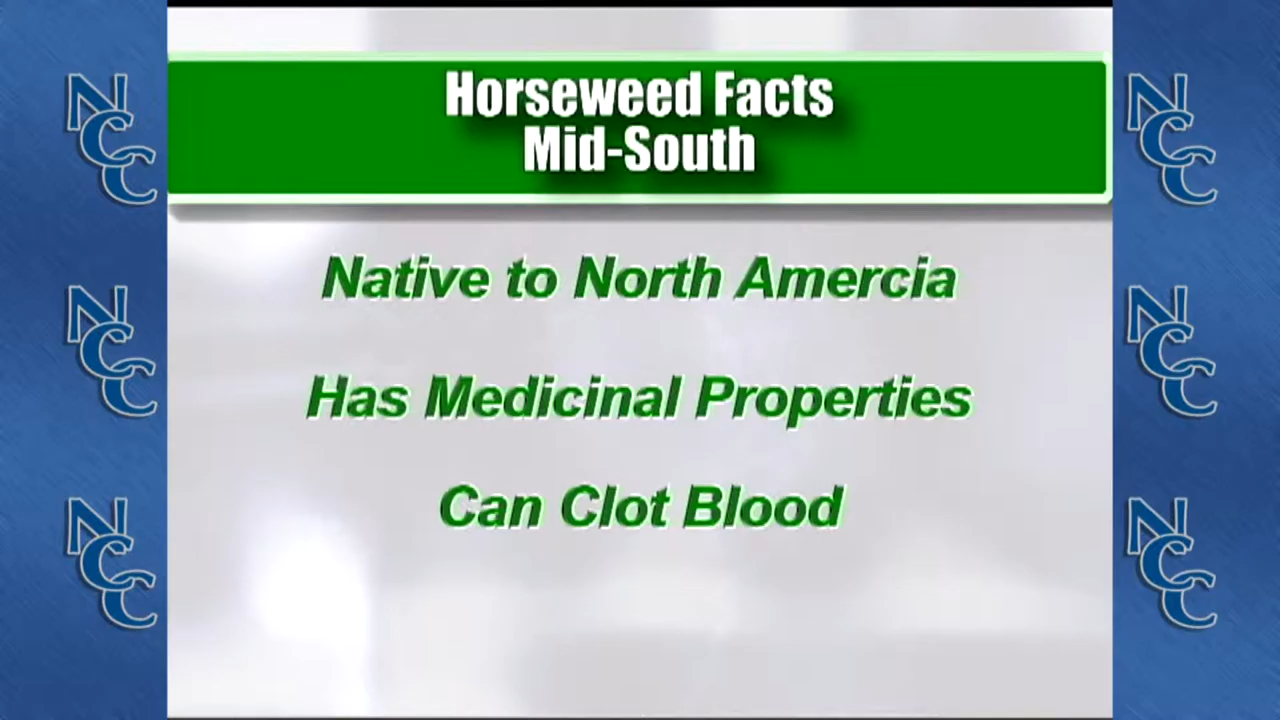 Horseweed Facts
Mid-South
Native to North Amercia
Has Medicinal Properties
Can Clot Blood
NCC
NCC
NCC
NCC
NCC
NCC